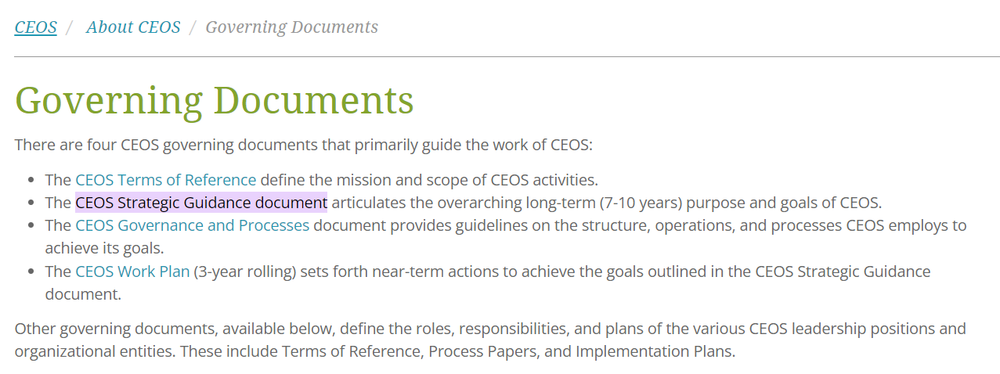 CEOS / About CEOS / Governing Documents
Governing Documents
There are four CEOS governing documents that primarily guide the work of CEOS:
• The CEOS Terms of Reference define the mission and scope of CEOS activities.
• The CEOS Strategic Guidance document articulates the overarching long-term (7-10 years) purpose and goals of CEOS.
• The CEOS Governance and Processes document provides guidelines on the structure, operations, and processes CEOS employs to
achieve its goals.
• The CEOS Work Plan (3-year rolling) sets forth near-term actions to achieve the goals outlined in the CEOS Strategic Guidance
document.
Other governing documents, available below, define the roles, responsibilities, and plans of the various CEOS leadership positions and
organizational entities. These include Terms of Reference, Process Papers, and Implementation Plans.